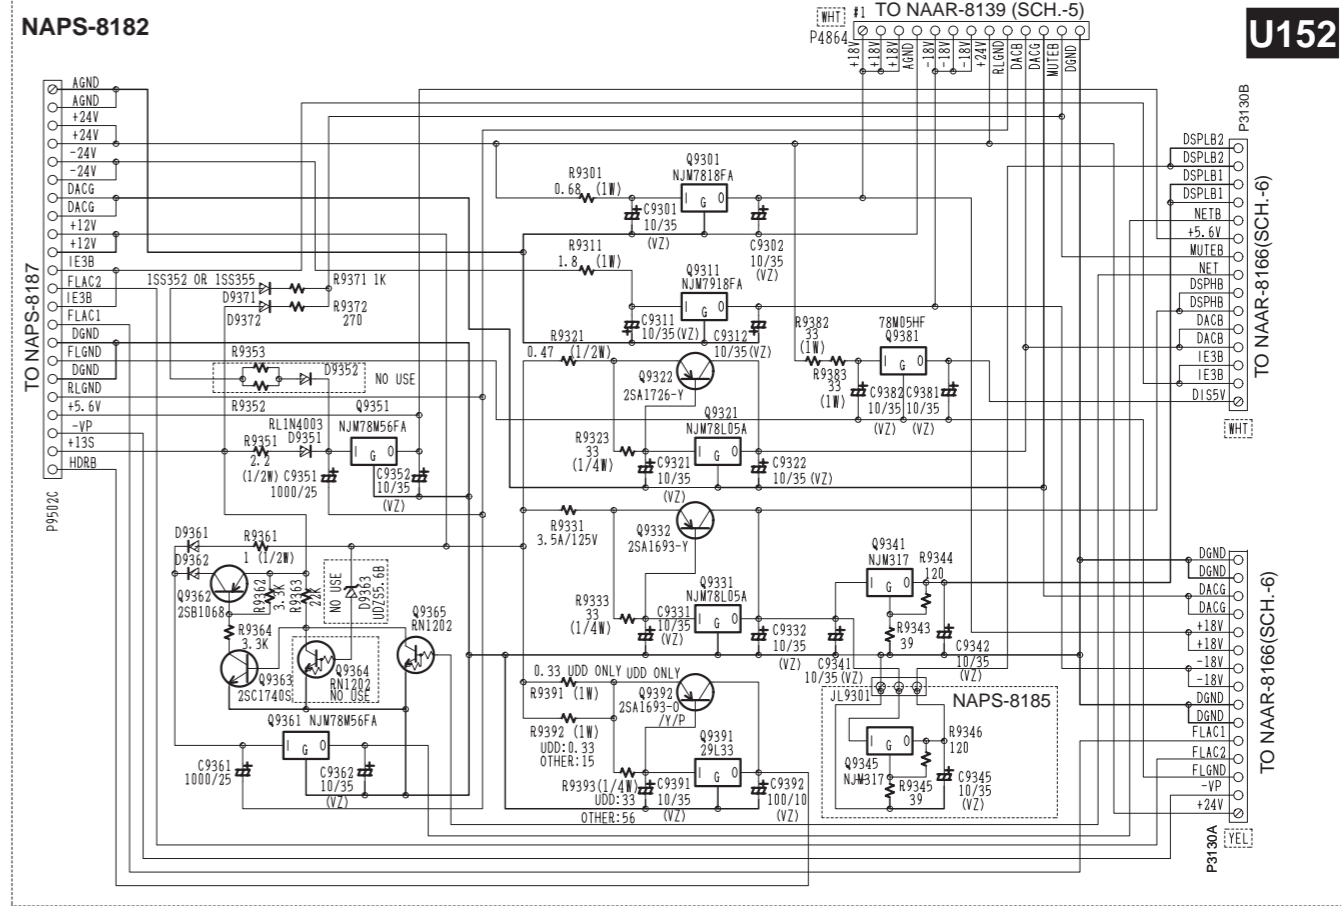 NAPS-8182
WHT
#1
TO NAAR-8139 (SCH.-5)
P4864
U152
+18V
+18V
+18V
AGND
-18V
-18V
-18V
+24V
RLGND
DACB
DACG
MUTEB
DGND
TO NAPS-8187
P9502C
AGND
AGND
+24V
+24V
-24V
-24V
DACG
DACG
+12V
+12V
IE3B
FLAC2
IE3B
FLAC1
DGND
FLGND
DGND
RLGND
+5.6V
-VP
+13S
HDRB
1SS352 OR 1SS355
D9371
D9372
R9371 1K
R9372
270
R9353
D9352
NO USE
R9352
RL1N4003
D9351
R9351
2.2
(1/2W)
C9351
1000/25
Q9351
NJM78M56FA
I G O
C9352
10/35
(VZ)
R9301
0.68 (1W)
Q9301
NJM7818FA
I G O
C9301
10/35
(VZ)
C9302
10/35
(VZ)
R9311
1.8 (1W)
Q9311
NJM7918FA
I G O
C9311
10/35(VZ)
C9312
10/35(VZ)
R9321
0.47 (1/2W)
Q9322
2SA1726-Y
Q9321
NJM78L05A
I G O
R9323
33
(1/4W)
C9321
10/35
(VZ)
C9322
10/35(VZ)
R9382
33
(1W)
R9383
33
(1W)
78M05HF
Q9381
I G O
C9382
10/35
(VZ)
C9381
10/35
(VZ)
R9331
3.5A/125V
Q9332
2SA1693-Y
Q9331
NJM78L05A
I G O
R9333
33
(1/4W)
C9331
10/35
(VZ)
C9332
10/35
(VZ)
Q9341
NJM317
I G O
R9344
120
R9343
39
C9341
10/35(VZ)
C9342
10/35
(VZ)
JL9301
NAPS-8185
I G O
Q9345
NJM317
R9346
120
R9345
39
C9345
10/35
(VZ)
0.33 UDD ONLY
R9391 (1W)
UDD ONLY
Q9392
2SA1693-O
/Y/P
R9392 (1W)
UDD:0.33
OTHER:15
Q9391
29L33
I G O
R9393(1/4W)
UDD:33
OTHER:56
C9391
10/35
(VZ)
C9392
100/10
(VZ)
D9361
D9362
R9361
1 (1/2W)
Q9362
2SB1068
R9362
3.3K
R9363
22K
NO USE
D9363
UDZS5.6B
Q9365
RN1202
R9364
3.3K
Q9363
2SC1740S
Q9364
RN1202
NO USE
Q9361 NJM78M56FA
I G O
C9361
1000/25
C9362
10/35
(VZ)
P3130B
DSPLB2
DSPLB2
DSPLB1
DSPLB1
NETB
+5.6V
MUTEB
NET
DSPHB
DSPHB
DACB
DACB
IE3B
IE3B
DIS5V
WHT
TO NAAR-8166(SCH.-6)
DGND
DGND
DACG
DACG
+18V
+18V
-18V
-18V
DGND
DGND
FLAC1
FLAC2
FLGND
-VP
+24V
P3130A
YEL
TO NAAR-8166(SCH.-6)